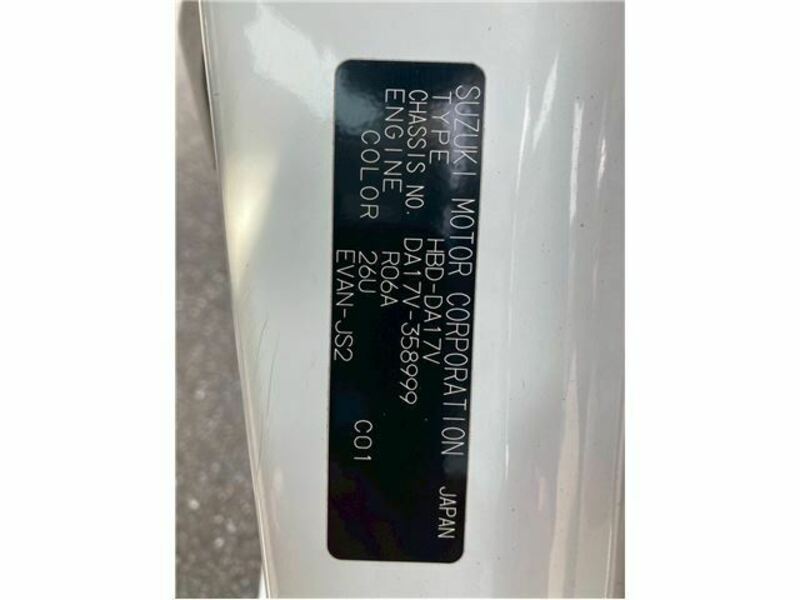 SUZUKI MOTOR CORPORATION JAPAN
TYPE HBD-DA17V
CHASSIS NO. DA17V-358999
ENGINE R06A
COLOR 26U C01
EVAN-JS2